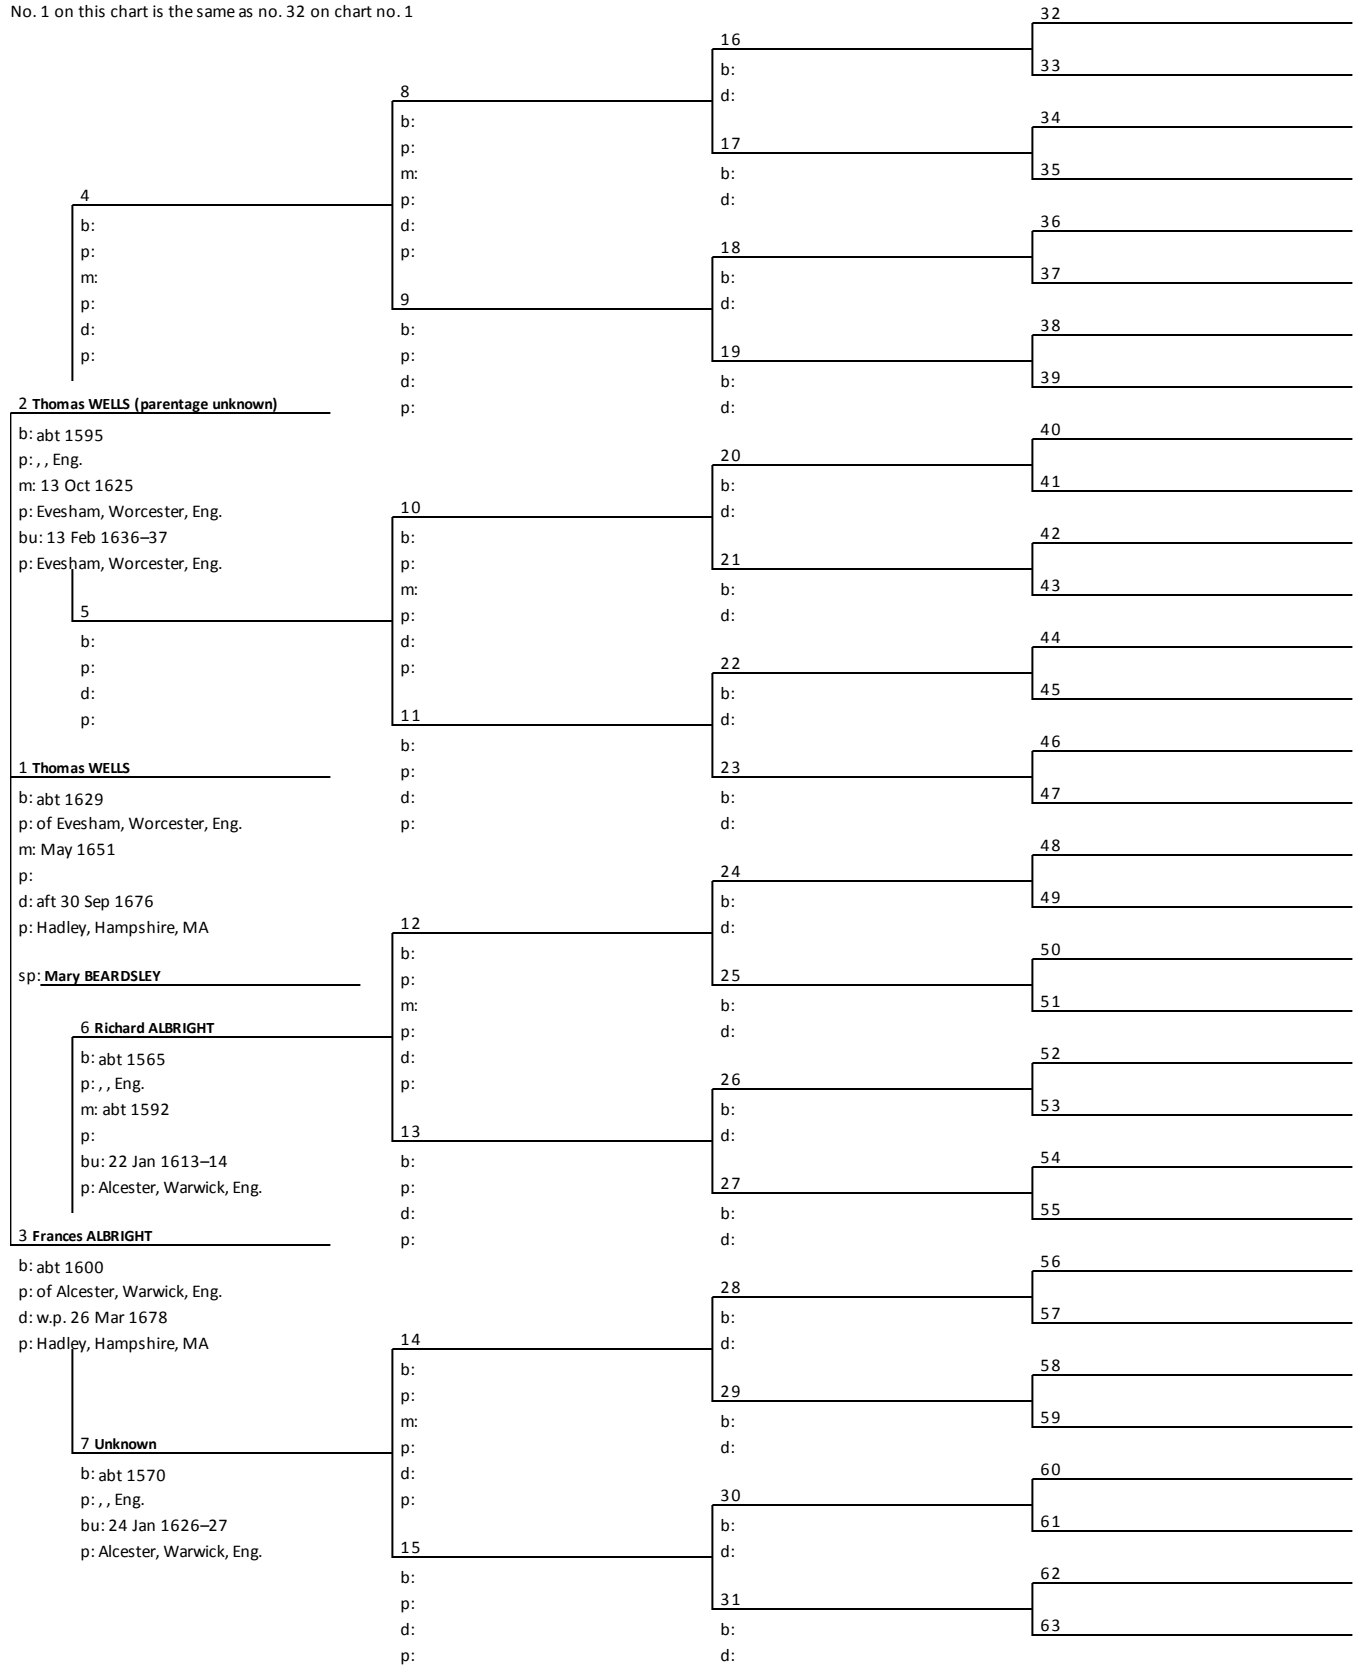 No. 1 on this chart is the same as no. 32 on chart no. 1
4
b:
p:
m:
p:
d:
p:
2 Thomas WELLS (parentage unknown)
b: abt 1595
p: , , Eng.
m: 13 Oct 1625
p: Evesham, Worcester, Eng.
bu: 13 Feb 1636–37
p: Evesham, Worcester, Eng.
5
b:
p:
d:
p:
1 Thomas WELLS
b: abt 1629
p: of Evesham, Worcester, Eng.
m: May 1651
p:
d: aft 30 Sep 1676
p: Hadley, Hampshire, MA
sp: Mary BEARDSLEY
6 Richard ALBRIGHT
b: abt 1565
p: , , Eng.
m: abt 1592
p:
bu: 22 Jan 1613–14
p: Alcester, Warwick, Eng.
3 Frances ALBRIGHT
b: abt 1600
p: of Alcester, Warwick, Eng.
d: w.p. 26 Mar 1678
p: Hadley, Hampshire, MA
7 Unknown
b: abt 1570
p: , , Eng.
bu: 24 Jan 1626–27
p: Alcester, Warwick, Eng.
8
b:
p:
m:
p:
d:
p:
9
b:
p:
d:
p:
10
b:
p:
m:
p:
d:
p:
11
b:
p:
d:
p:
12
b:
p:
m:
p:
d:
p:
13
b:
p:
d:
p:
14
b:
p:
m:
p:
d:
p:
15
b:
p:
d:
p:
16
b:
d:
17
b:
d:
18
b:
d:
19
b:
d:
20
b:
d:
21
b:
d:
22
b:
d:
23
b:
d:
24
b:
d:
25
b:
d:
26
b:
d:
27
b:
d:
28
b:
d:
29
b:
d:
30
b:
d:
31
b:
d:
32
33
34
35
36
37
38
39
40
41
42
43
44
45
46
47
48
49
50
51
52
53
54
55
56
57
58
59
60
61
62
63